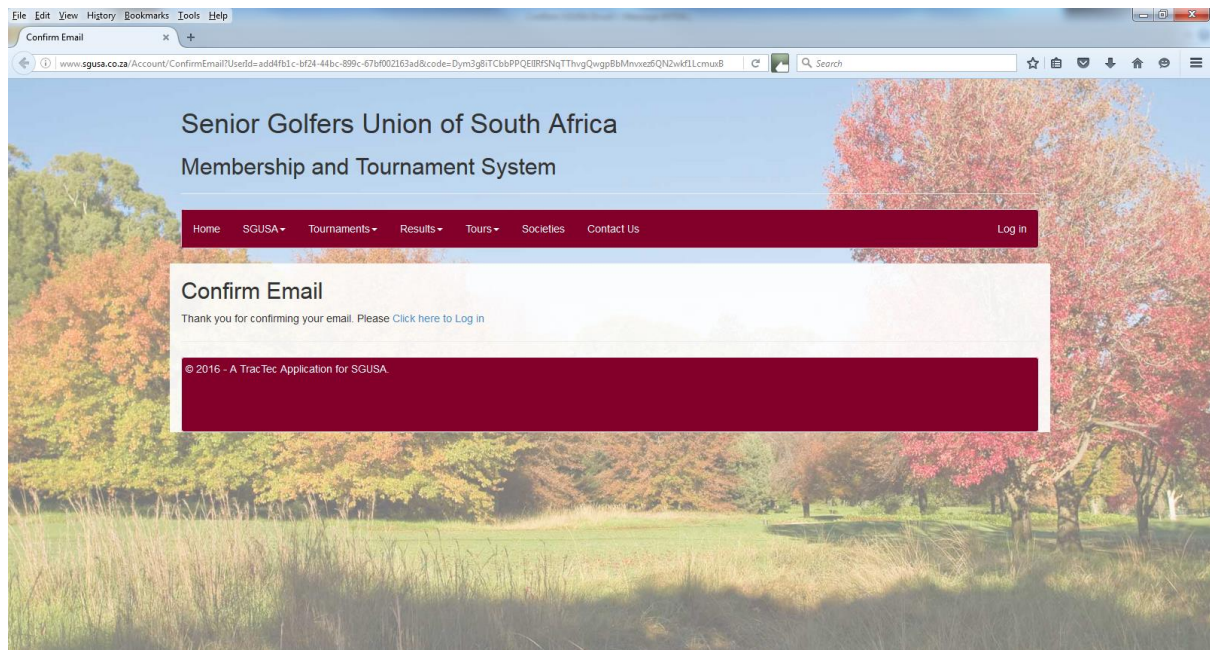 File Edit View History Bookmarks Tools Help
Confirm Email
www.sgusa.co.za/Account/ConfirmEmail?UserId=add4fb1c-bf24-44bc-899c-67bf002163ad&code=Dym3g8iTCbbPPQEIIRfSNqTThvgQwgpBbMnvxez6QN2wkf1LcmuxB
Search
Senior Golfers Union of South Africa
Membership and Tournament System
Home SGUSA Tournaments Results Tours Societies Contact Us Log in
Confirm Email
Thank you for confirming your email. Please Click here to Log in
© 2016 - A TracTec Application for SGUSA.